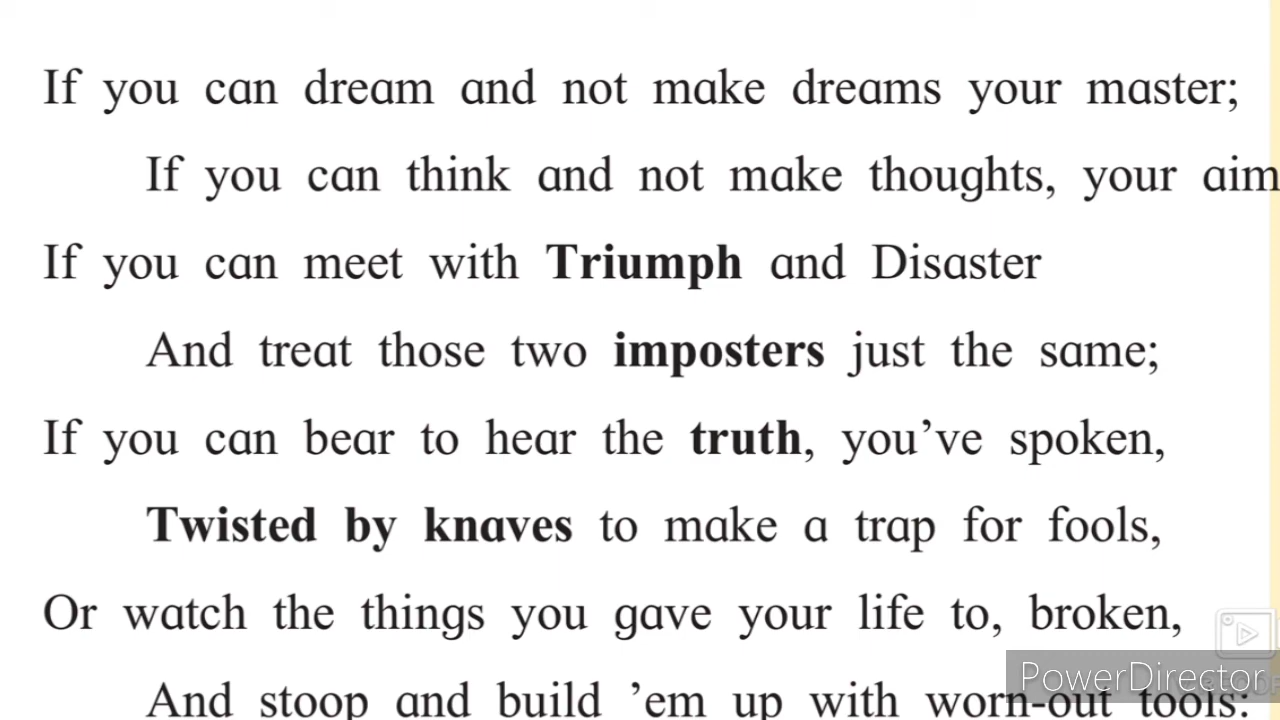 If you can dream and not make dreams your master;
If you can think and not make thoughts, your aim
If you can meet with Triumph and Disaster
And treat those two imposters just the same;
If you can bear to hear the truth, you’ve spoken,
Twisted by knaves to make a trap for fools,
Or watch the things you gave your life to, broken,
And stoop and build ’em up with worn-out tools:
PowerDirector